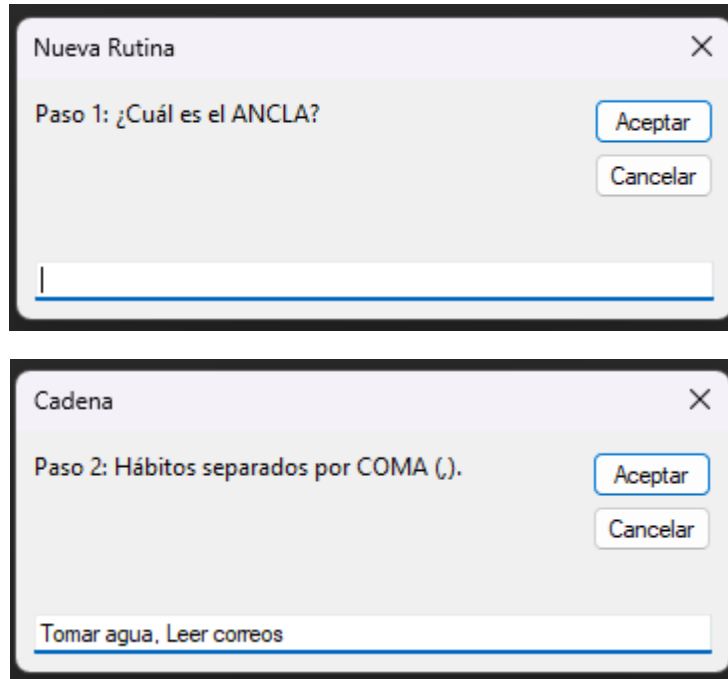 Nueva Rutina
Paso 1: ¿Cuál es el ANCLA?
Aceptar
Cancelar
Cadena
Paso 2: Hábitos separados por COMA (,).
Aceptar
Cancelar
Tomar agua, Leer correos